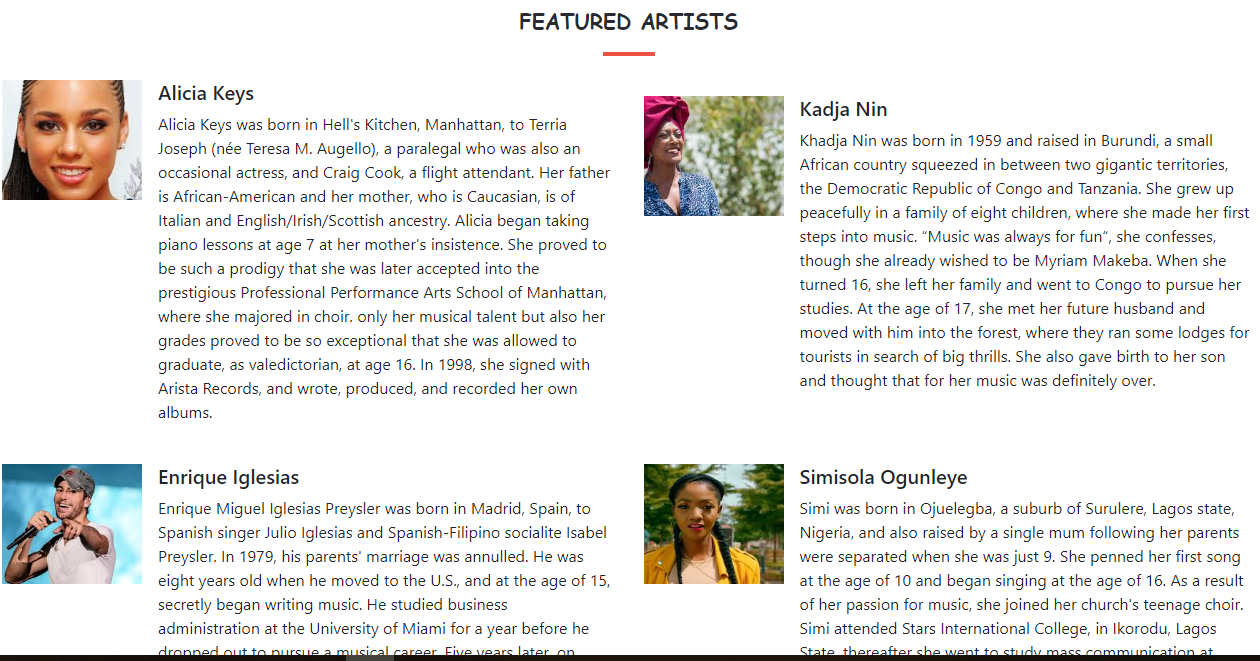 FEATURED ARTISTS
Alicia Keys
Alicia Keys was born in Hell's Kitchen, Manhattan, to Terria
Joseph (née Teresa M. Augello), a paralegal who was also an
occasional actress, and Craig Cook, a flight attendant. Her father
is African-American and her mother, who is Caucasian, is of
Italian and English/Irish/Scottish ancestry. Alicia began taking
piano lessons at age 7 at her mother's insistence. She proved to
be such a prodigy that she was later accepted into the
prestigious Professional Performance Arts School of Manhattan,
where she majored in choir. only her musical talent but also her
grades proved to be so exceptional that she was allowed to
graduate, as valedictorian, at age 16. In 1998, she signed with
Arista Records, and wrote, produced, and recorded her own
albums.
Kadja Nin
Khadja Nin was born in 1959 and raised in Burundi, a small
African country squeezed in between two gigantic territories,
the Democratic Republic of Congo and Tanzania. She grew up
peacefully in a family of eight children, where she made her first
steps into music. “Music was always for fun”, she confesses,
though she already wished to be Myriam Makeba. When she
turned 16, she left her family and went to Congo to pursue her
studies. At the age of 17, she met her future husband and
moved with him into the forest, where they ran some lodges for
tourists in search of big thrills. She also gave birth to her son
and thought that for her music was definitely over.
Enrique Iglesias
Enrique Miguel Iglesias Preysler was born in Madrid, Spain, to
Spanish singer Julio Iglesias and Spanish-Filipino socialite Isabel
Preysler. In 1979, his parents' marriage was annulled. He was
eight years old when he moved to the U.S., and at the age of 15,
secretly began writing music. He studied business
administration at the University of Miami for a year before he
dropped out to pursue a musical career. Five years later, on
Simisola Ogunleye
Simi was born in Ojuelegba, a suburb of Surulere, Lagos state,
Nigeria, and also raised by a single mum following her parents
were separated when she was just 9. She penned her first song
at the age of 10 and began singing at the age of 16. As a result
of her passion for music, she joined her church's teenage choir.
Simi attended Stars International College, in Ikorodu, Lagos
State, thereafter she went to study mass communication at